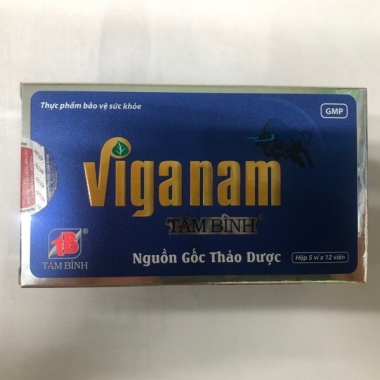 Thực phẩm bảo vệ sức khỏe
GMP
Viganam
TÂM BÌNH
TB
TÂM BÌNH
Nguồn Gốc Thảo Dược
Hộp 5 vỉ x 12 viên